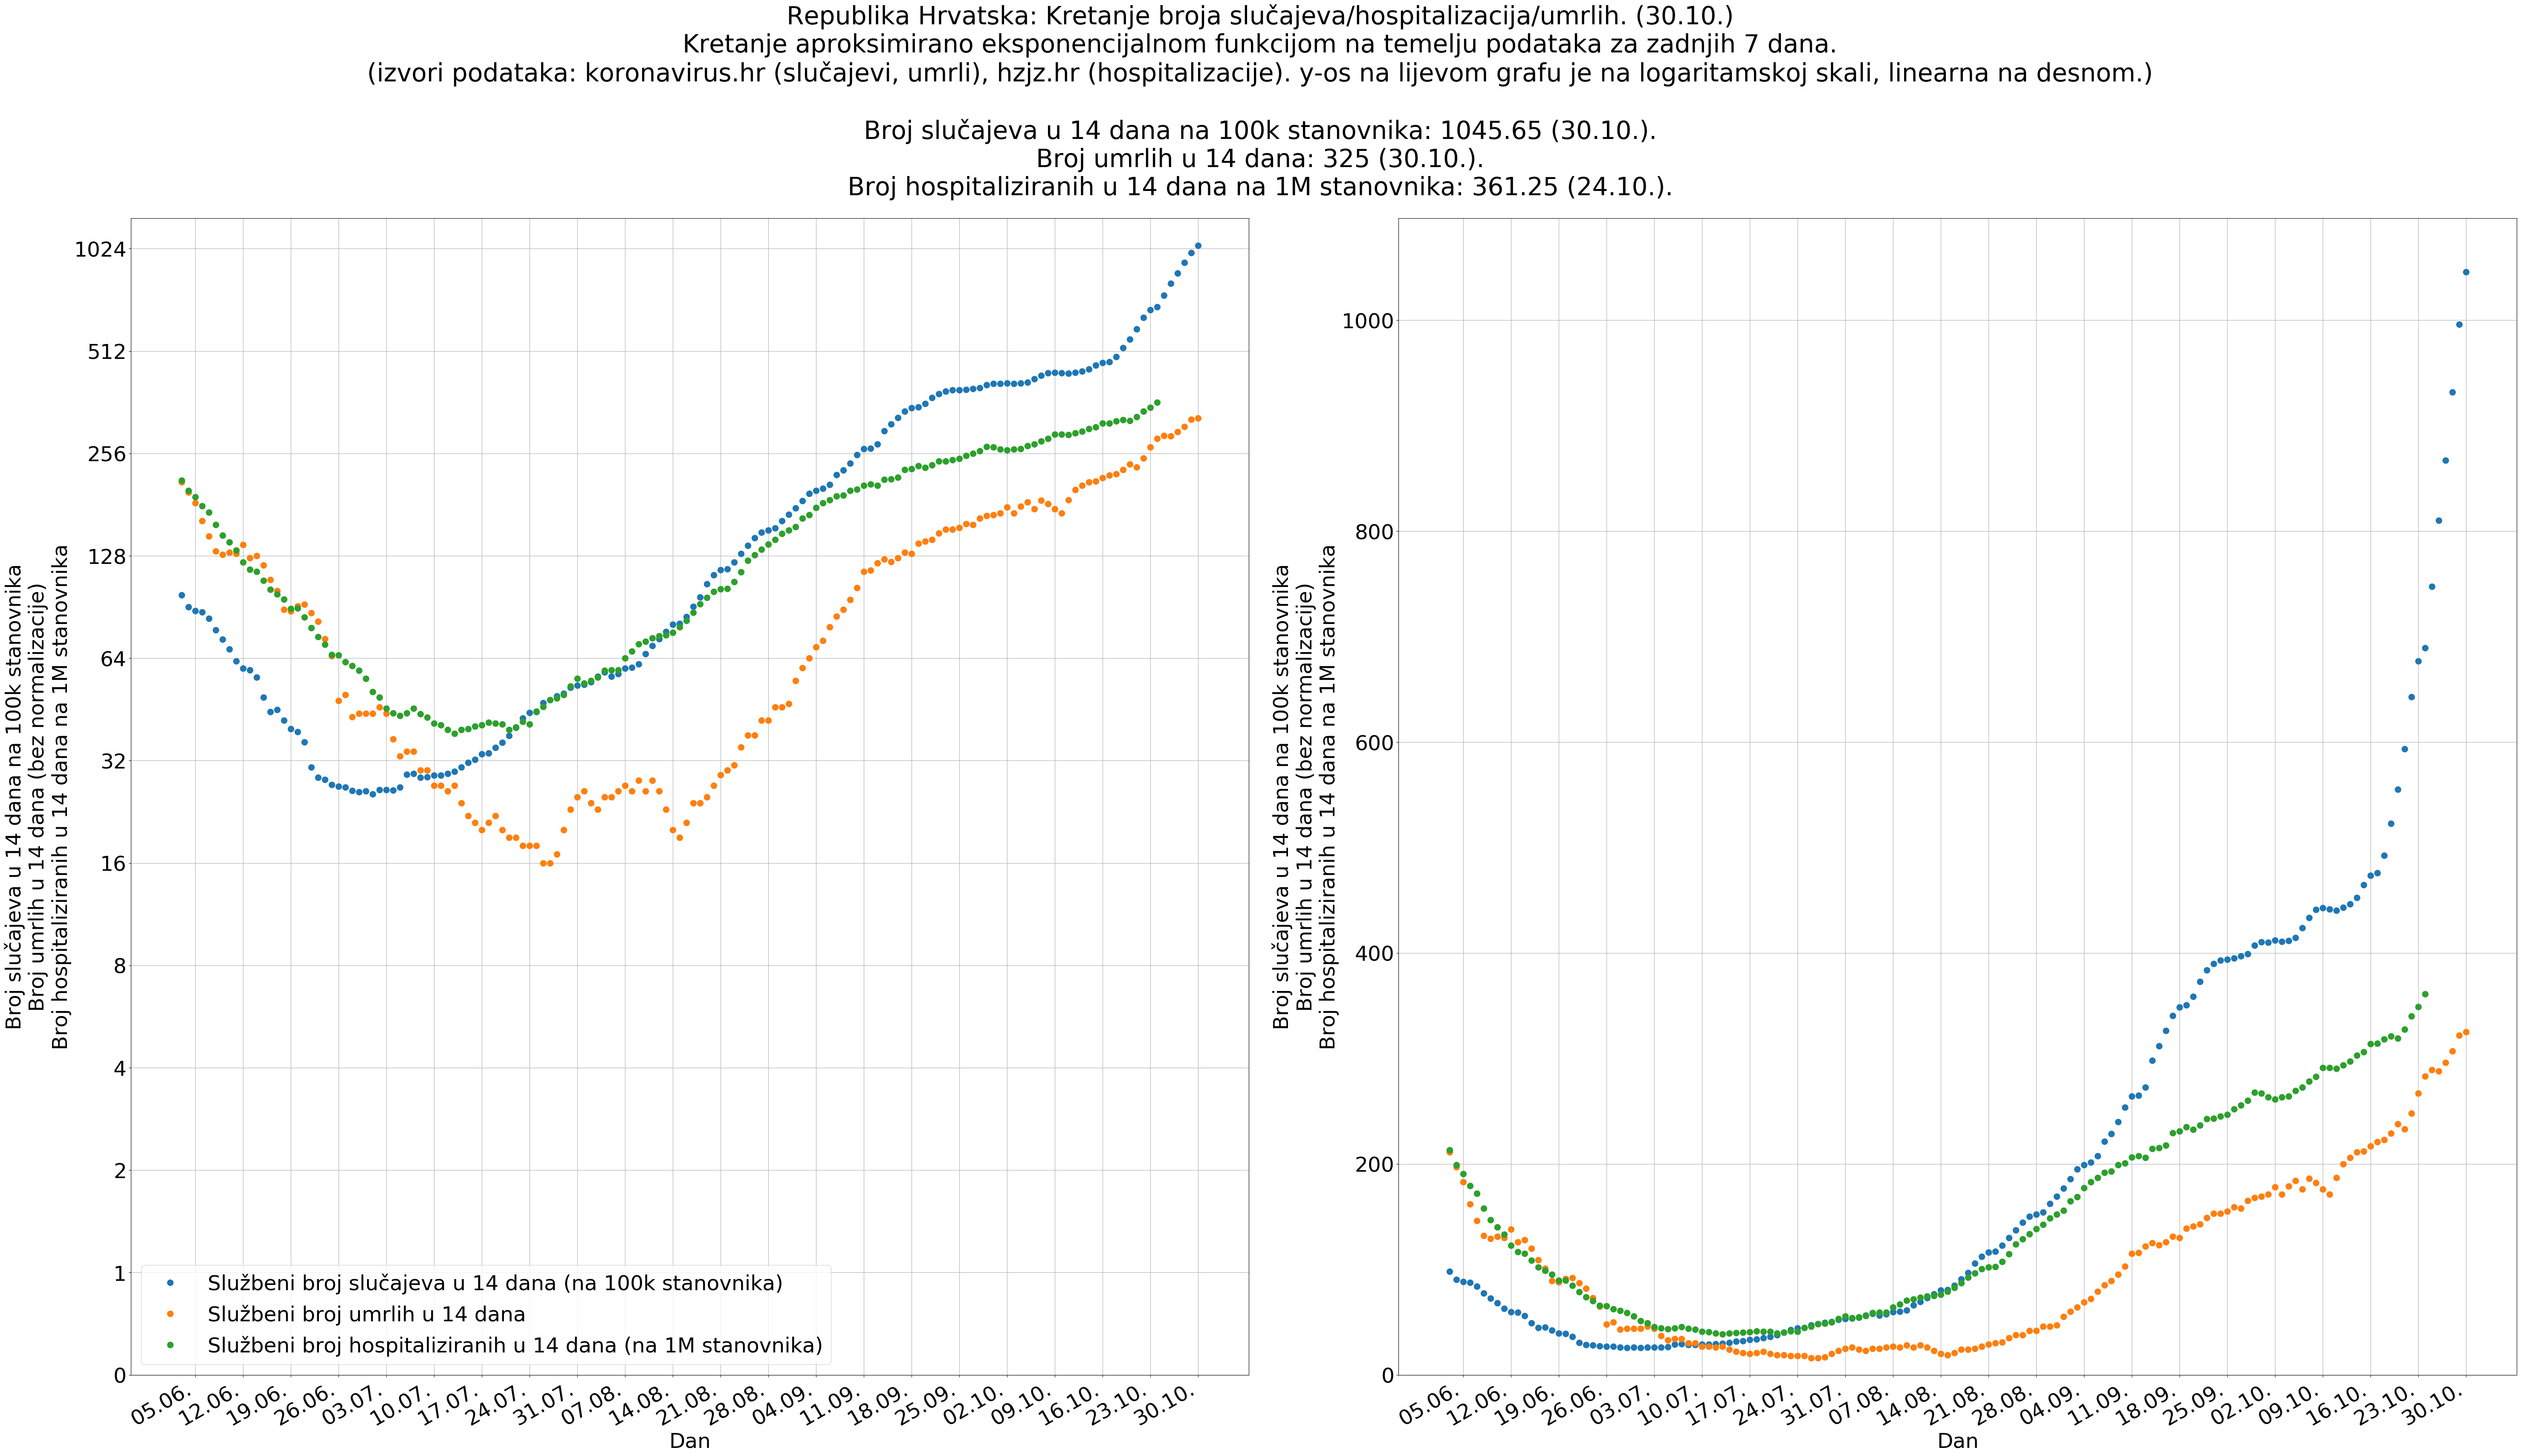 Republika Hrvatska: Kretanje broja slučajeva/hospitalizacija/umrlih. (30.10.)
Kretanje aproksimirano eksponencijalnom funkcijom na temelju podataka za zadnjih 7 dana.
(izvori podataka: koronavirus.hr (slučajevi, umrli), hzjz.hr (hospitalizacije). y-os na lijevom grafu je na logaritamskoj skali, linearna na desnom.)
Broj slučajeva u 14 dana na 100k stanovnika: 1045.65 (30.10.).
Broj umrlih u 14 dana: 325 (30.10.).
Broj hospitaliziranih u 14 dana na 1M stanovnika: 361.25 (24.10.).
Broj slučajeva u 14 dana na 100k stanovnika
Broj umrlih u 14 dana (bez normalizacije)
Broj hospitaliziranih u 14 dana na 1M stanovnika
1024
512
256
128
64
32
16
8
4
2
1
0
Službeni broj slučajeva u 14 dana (na 100k stanovnika)
Službeni broj umrlih u 14 dana
Službeni broj hospitaliziranih u 14 dana (na 1M stanovnika)
05.06. 12.06. 19.06. 26.06. 03.07. 10.07. 17.07. 24.07. 31.07. 07.08. 14.08. 21.08. 28.08. 04.09. 11.09. 18.09. 25.09. 02.10. 09.10. 16.10. 23.10. 30.10.
Dan
Broj slučajeva u 14 dana na 100k stanovnika
Broj umrlih u 14 dana (bez normalizacije)
Broj hospitaliziranih u 14 dana na 1M stanovnika
1000
800
600
400
200
0
05.06. 12.06. 19.06. 26.06. 03.07. 10.07. 17.07. 24.07. 31.07. 07.08. 14.08. 21.08. 28.08. 04.09. 11.09. 18.09. 25.09. 02.10. 09.10. 16.10. 23.10. 30.10.
Dan